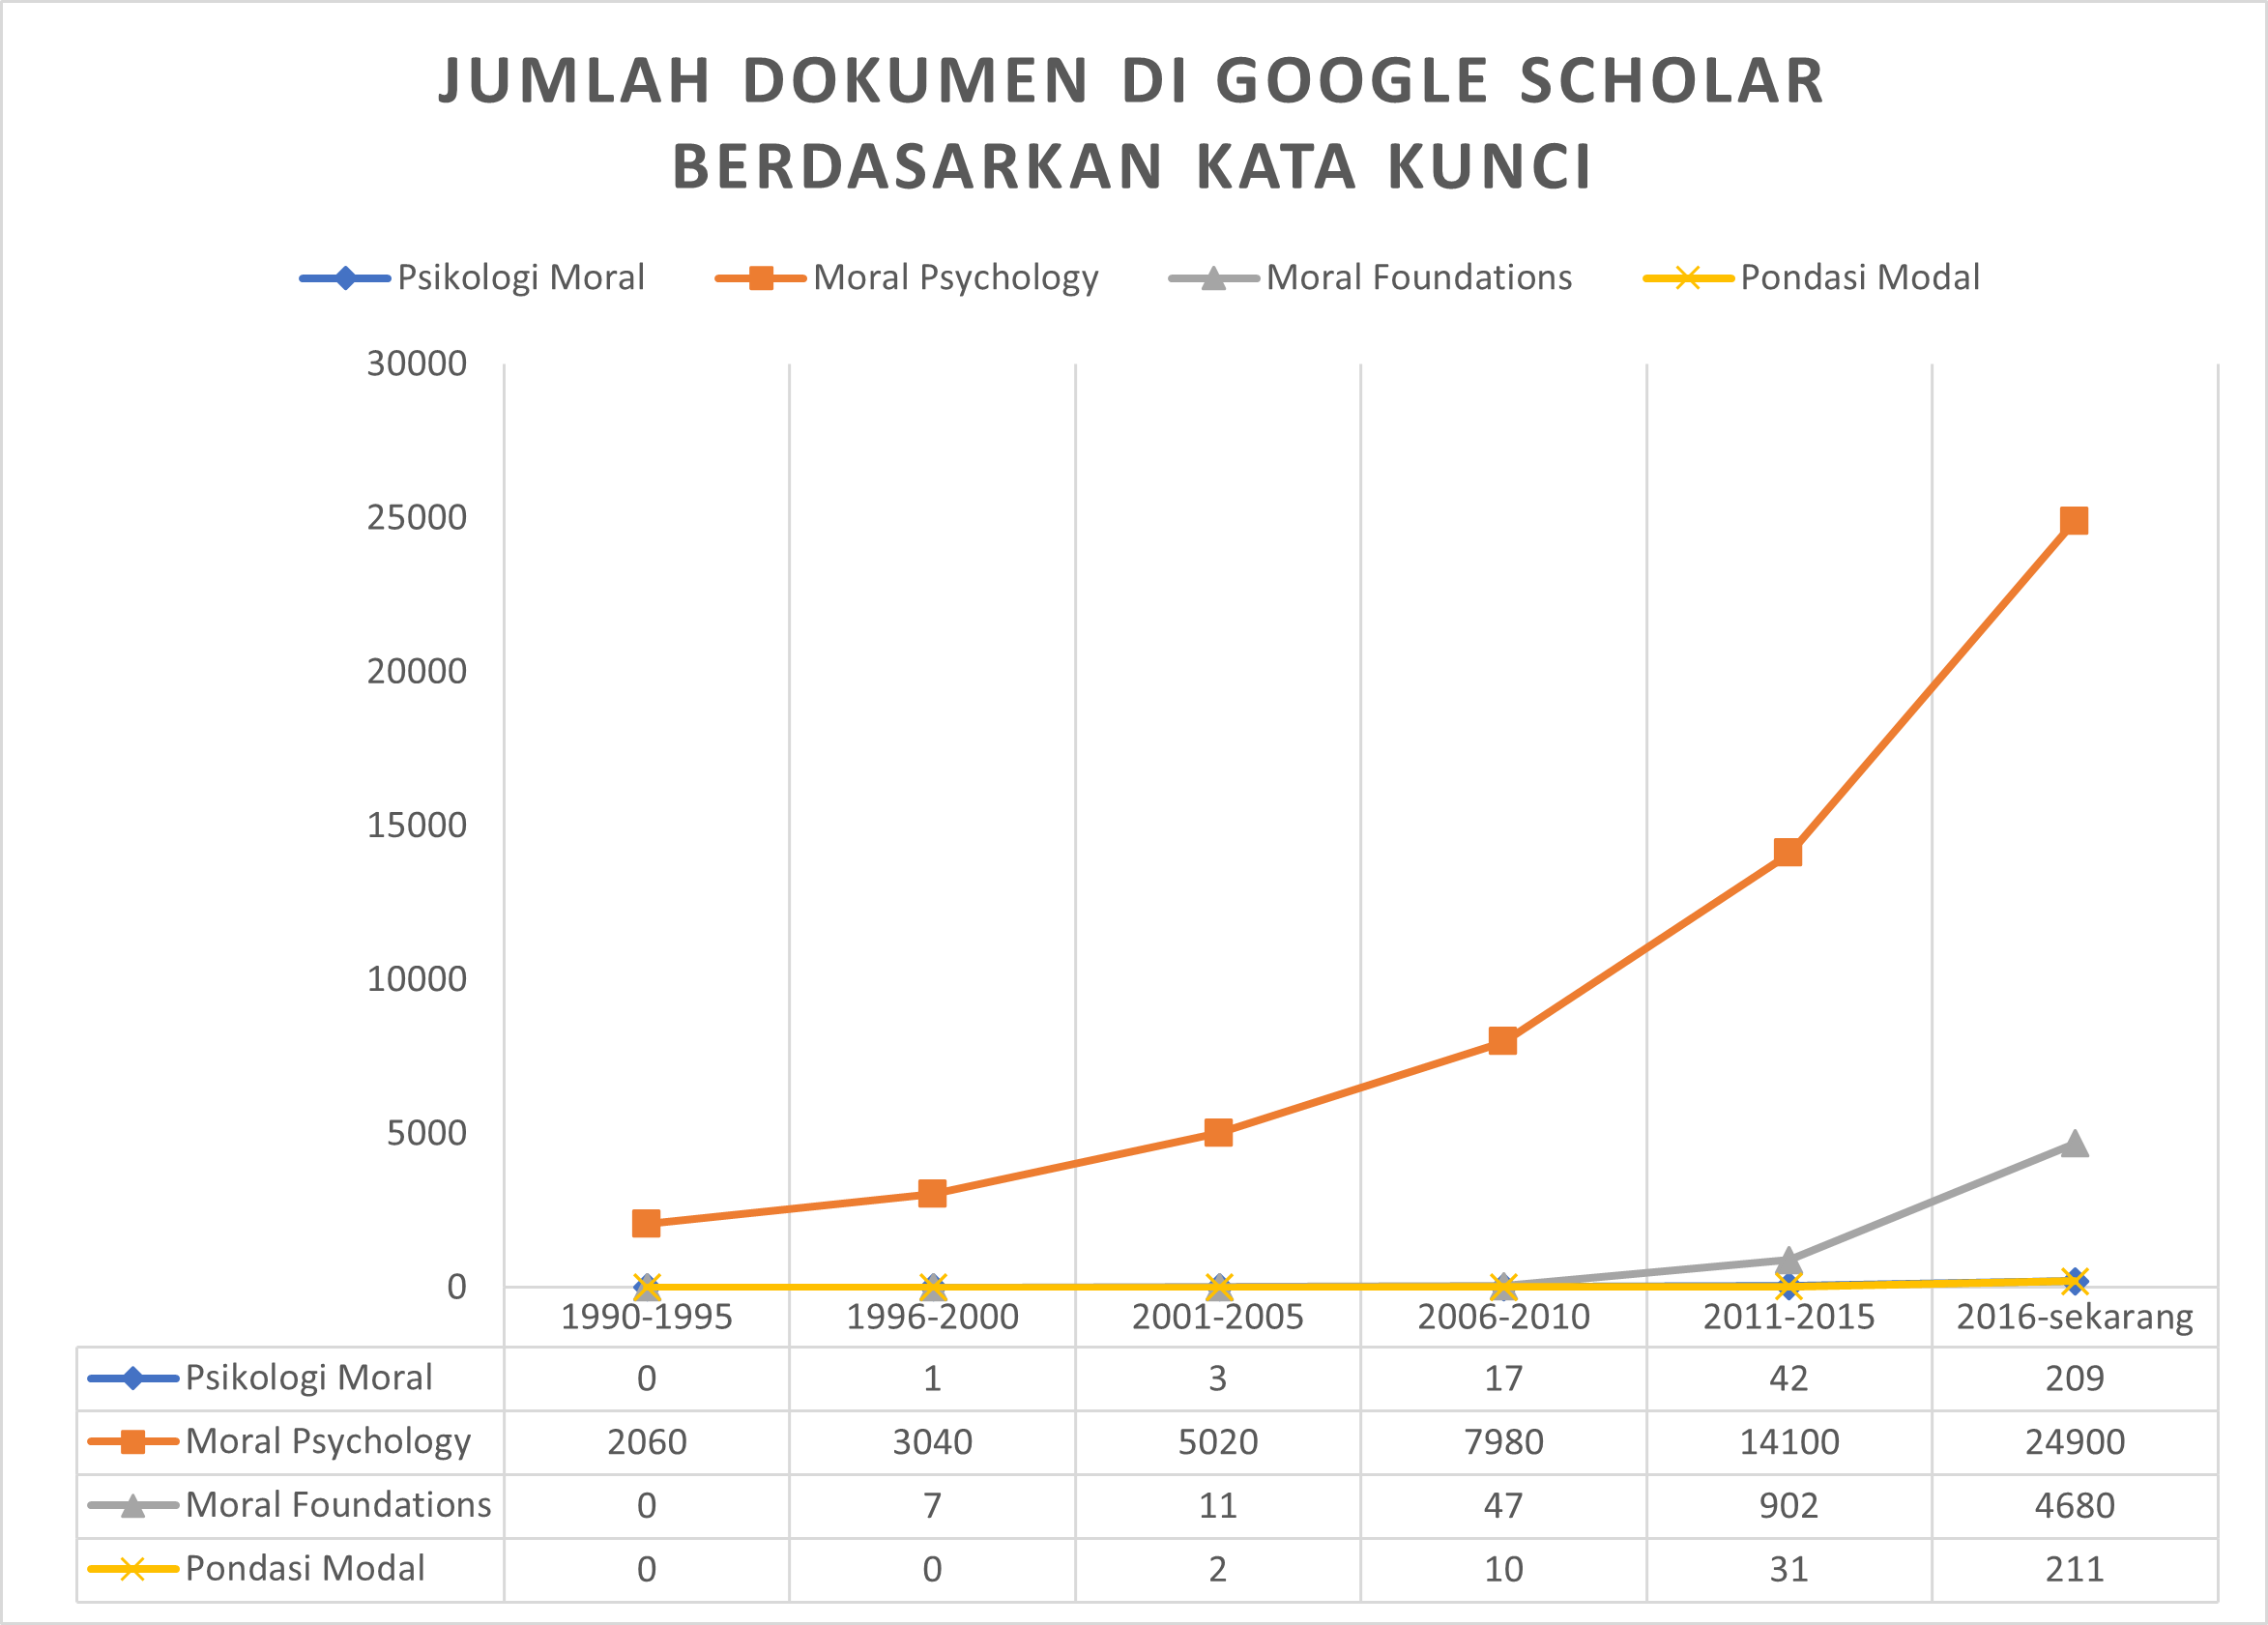 JUMLAH DOKUMEN DI GOOGLE SCHOLAR
BERDASARKAN KATA KUNCI
Psikologi Moral Moral Psychology Moral Foundations Pondasi Modal
30000
25000
20000
15000
10000
5000
0
1990-1995 1996-2000 2001-2005 2006-2010 2011-2015 2016-sekarang
Psikologi Moral 0 1 3 17 42 209
Moral Psychology 2060 3040 5020 7980 14100 24900
Moral Foundations 0 7 11 47 902 4680
Pondasi Modal 0 0 2 10 31 211